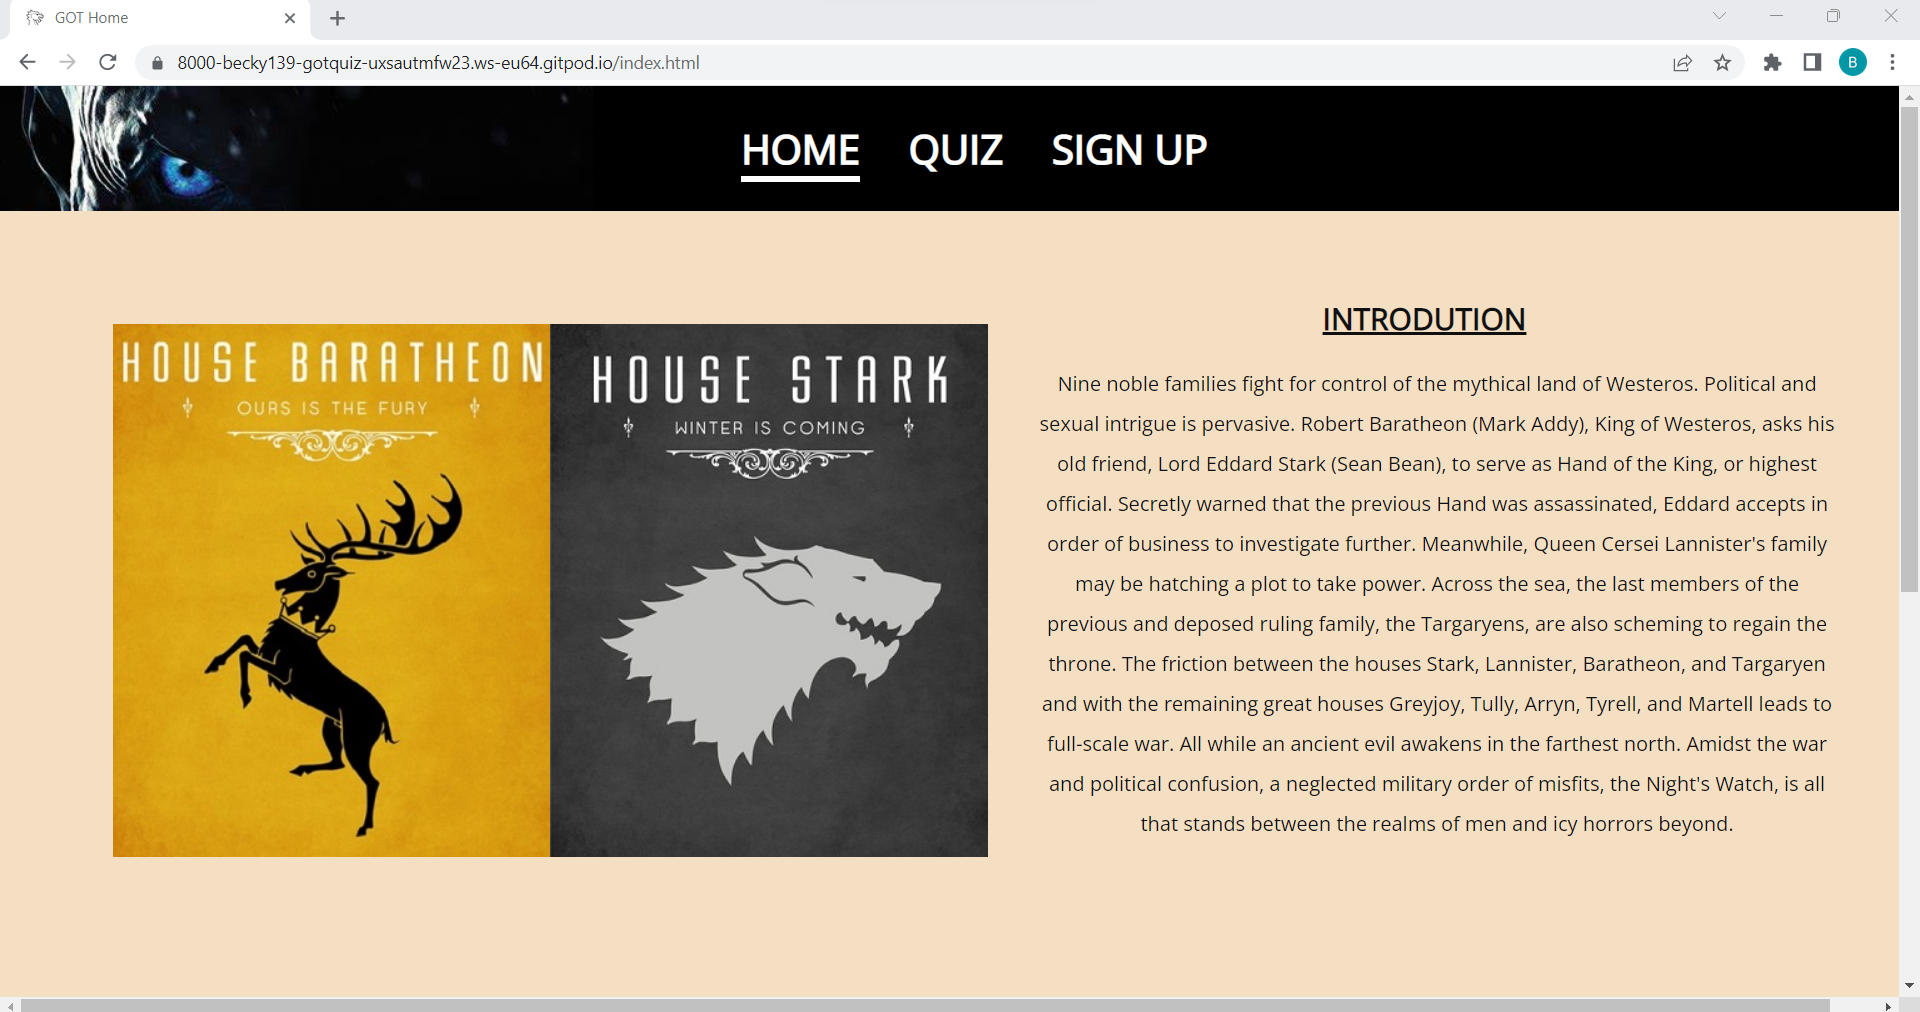 GOT Home
8000-becky139-gotquiz-uxsautmfw23.ws-eu64.gitpod.io/index.html
B
HOME QUIZ SIGN UP
HOUSE BARATHEON
OURS IS THE FURY
HOUSE STARK
WINTER IS COMING
INTRODUTION
Nine noble families fight for control of the mythical land of Westeros. Political and
sexual intrigue is pervasive. Robert Baratheon (Mark Addy), King of Westeros, asks his
old friend, Lord Eddard Stark (Sean Bean), to serve as Hand of the King, or highest
official. Secretly warned that the previous Hand was assassinated, Eddard accepts in
order of business to investigate further. Meanwhile, Queen Cersei Lannister's family
may be hatching a plot to take power. Across the sea, the last members of the
previous and deposed ruling family, the Targaryens, are also scheming to regain the
throne. The friction between the houses Stark, Lannister, Baratheon, and Targaryen
and with the remaining great houses Greyjoy, Tully, Arryn, Tyrell, and Martell leads to
full-scale war. All while an ancient evil awakens in the farthest north. Amidst the war
and political confusion, a neglected military order of misfits, the Night's Watch, is all
that stands between the realms of men and icy horrors beyond.